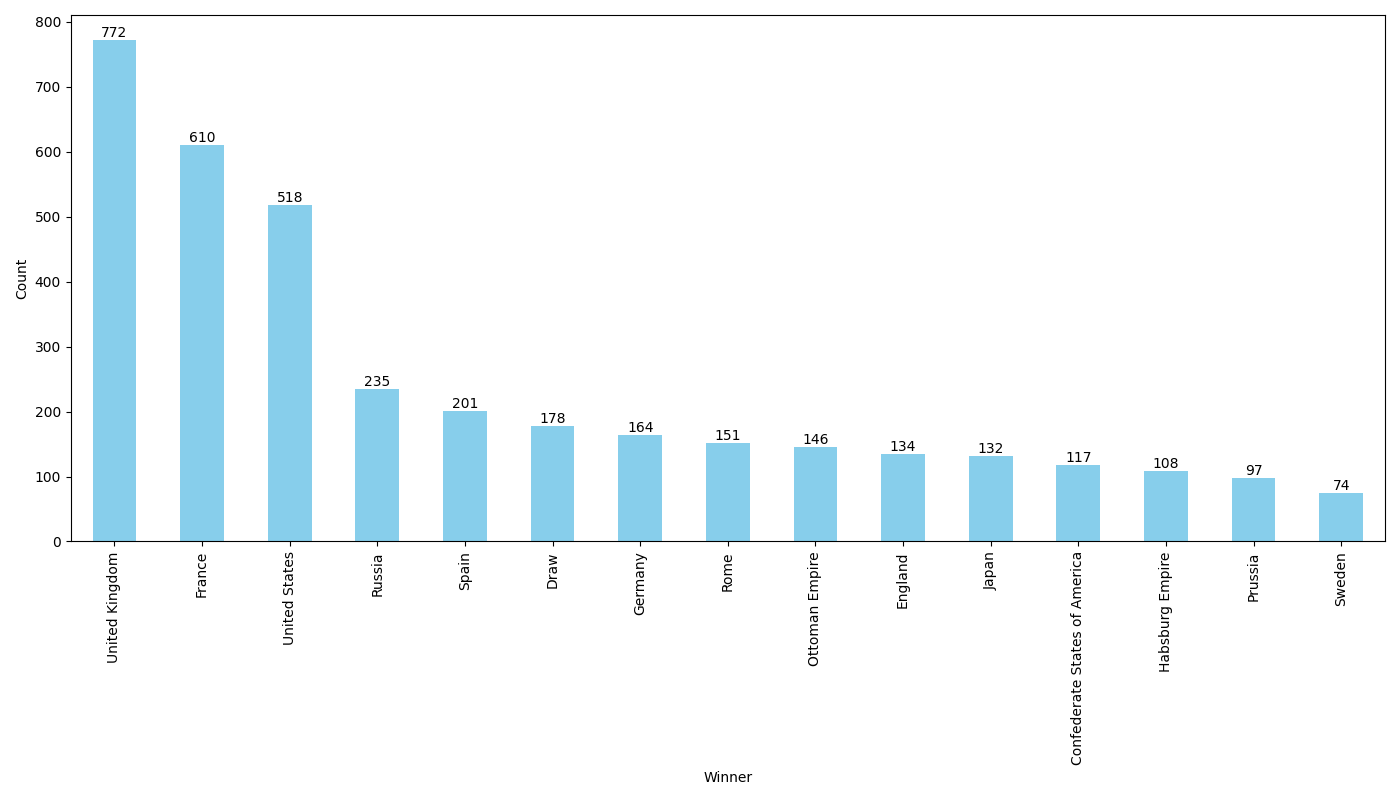 800
700
600
500
400
300
200
100
0
Count
772
610
518
235
201
178
164
151
146
134
132
117
108
97
74
United Kingdom
France
United States
Russia
Spain
Draw
Germany
Rome
Ottoman Empire
England
Japan
Confederate States of America
Habsburg Empire
Prussia
Sweden
Winner